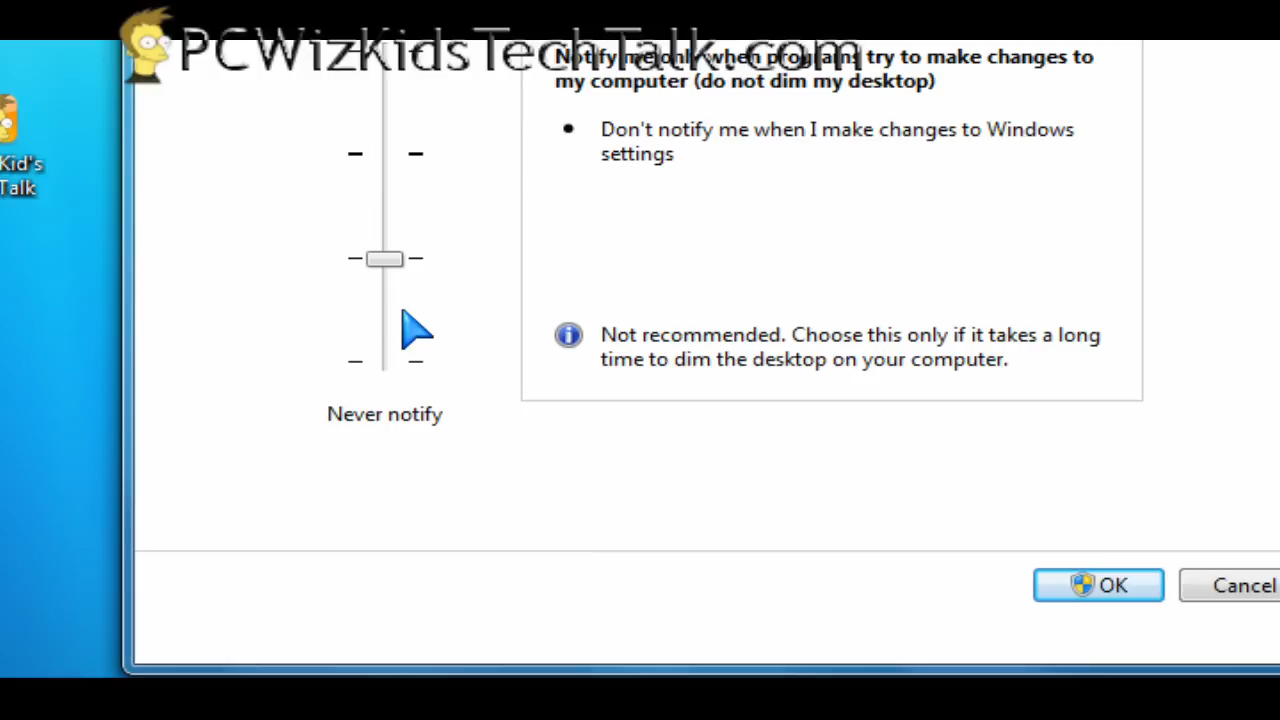 PCWizKidsTechTalk.com
Notify me only when programs try to make changes to
my computer (do not dim my desktop)
Don't notify me when I make changes to Windows
settings
Kid's
Talk
Not recommended. Choose this only if it takes a long
time to dim the desktop on your computer.
Never notify
OK
Cancel